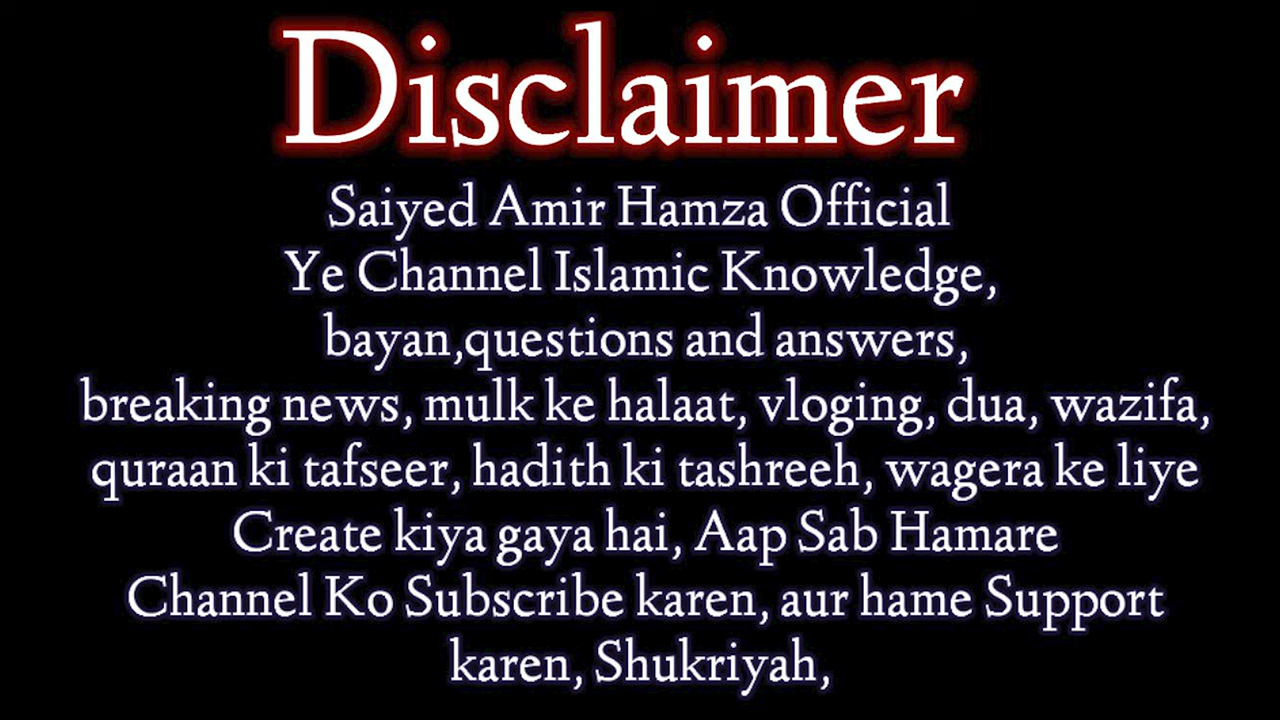 Disclaimer
Saiyed Amir Hamza Official
Ye Channel Islamic Knowledge,
bayan,questions and answers,
breaking news, mulk ke halaat, vloging, dua, wazifa,
quraan ki tafseer, hadith ki tashreeh, wagera ke liye
Create kiya gaya hai, Aap Sab Hamare
Channel Ko Subscribe karen, aur hame Support
karen, Shukriyah,